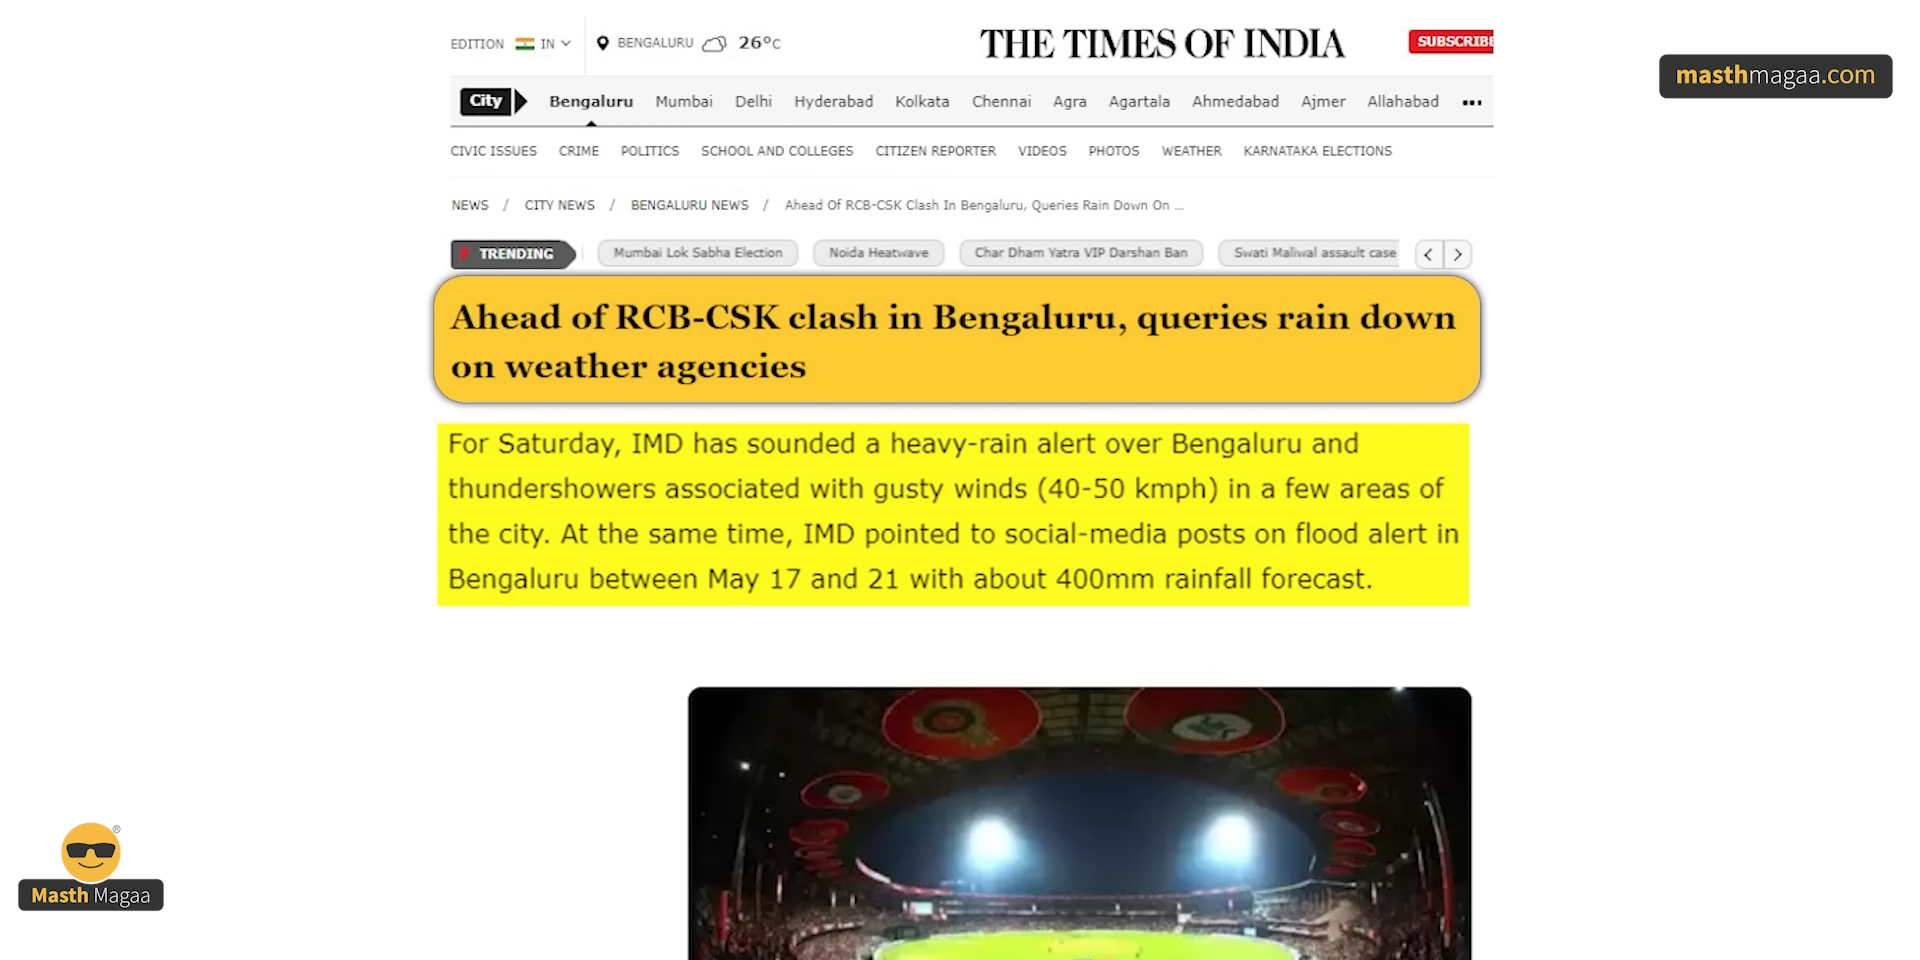 EDITION IN BENGALURU 26°C THE TIMES OF INDIA SUBSCRIBE
masthmagaa.com
City Bengaluru Mumbai Delhi Hyderabad Kolkata Chennai Agra Agartala Ahmedabad Ajmer Allahabad •••
CIVIC ISSUES CRIME POLITICS SCHOOL AND COLLEGES CITIZEN REPORTER VIDEOS PHOTOS WEATHER KARNATAKA ELECTIONS
NEWS / CITY NEWS / BENGALURU NEWS / Ahead Of RCB-CSK Clash In Bengaluru, Queries Rain Down On ...
# TRENDING Mumbai Lok Sabha Election Noida Heatwave Char Dham Yatra VIP Darshan Ban Swati Maliwal assault case
Ahead of RCB-CSK clash in Bengaluru, queries rain down
on weather agencies
For Saturday, IMD has sounded a heavy-rain alert over Bengaluru and
thundershowers associated with gusty winds (40-50 kmph) in a few areas of
the city. At the same time, IMD pointed to social-media posts on flood alert in
Bengaluru between May 17 and 21 with about 400mm rainfall forecast.
®
Masth Magaa